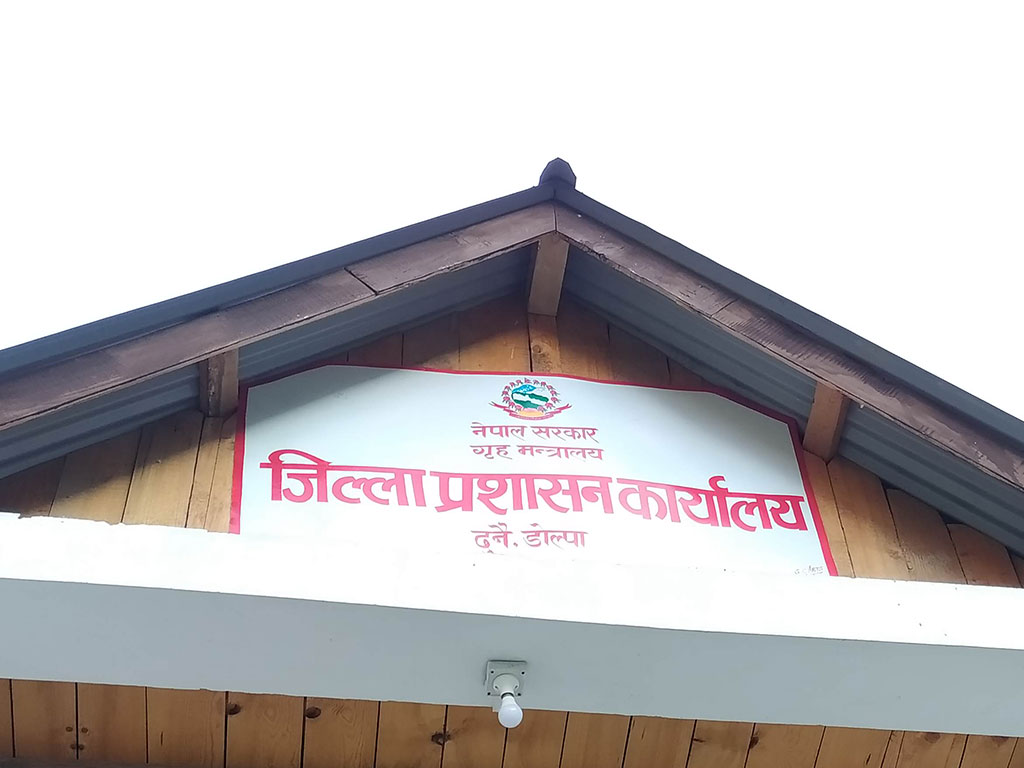 नेपाल सरकार
गृह मन्त्रालय
जिल्ला प्रशासन कार्यालय
दुनै, डोल्पा